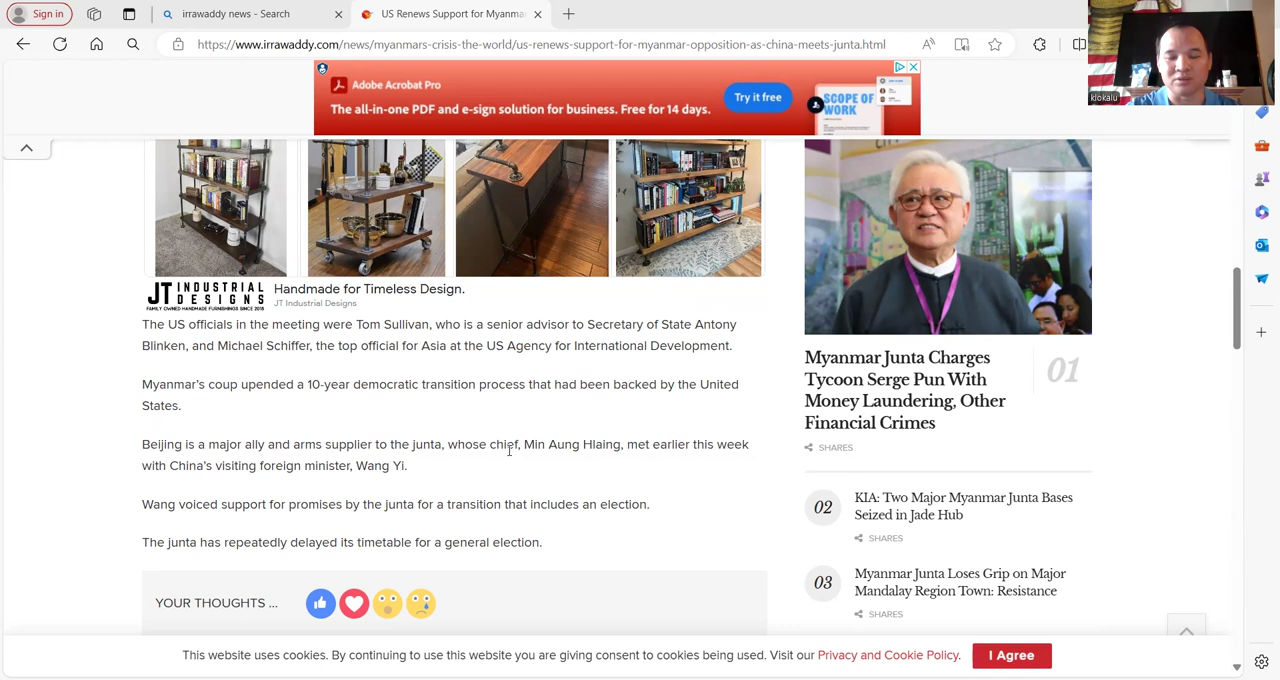 Sign in
irrawaddy news - Search
US Renews Support for Myanmar
https://www.irrawaddy.com/news/myanmars-crisis-the-world/us-renews-support-for-myanmar-opposition-as-china-meets-junta.html
klokalu
Adobe Acrobat Pro
The all-in-one PDF and e-sign solution for business. Free for 14 days.
Try it free
SCOPE OF
WORK
JT INDUSTRIAL
DESIGNS
FAMILY OWNED HANDMADE FURNISHINGS SINCE 2018
Handmade for Timeless Design.
JT Industrial Designs
The US officials in the meeting were Tom Sullivan, who is a senior advisor to Secretary of State Antony
Blinken, and Michael Schiffer, the top official for Asia at the US Agency for International Development.
Myanmar's coup upended a 10-year democratic transition process that had been backed by the United
States.
Beijing is a major ally and arms supplier to the junta, whose chief, Min Aung Hlaing, met earlier this week
with China's visiting foreign minister, Wang Yi.
Wang voiced support for promises by the junta for a transition that includes an election.
The junta has repeatedly delayed its timetable for a general election.
YOUR THOUGHTS ...
Myanmar Junta Charges
Tycoon Serge Pun With
Money Laundering, Other
Financial Crimes
01
SHARES
02
KIA: Two Major Myanmar Junta Bases
Seized in Jade Hub
SHARES
03
Myanmar Junta Loses Grip on Major
Mandalay Region Town: Resistance
SHARES
This website uses cookies. By continuing to use this website you are giving consent to cookies being used. Visit our Privacy and Cookie Policy.
I Agree